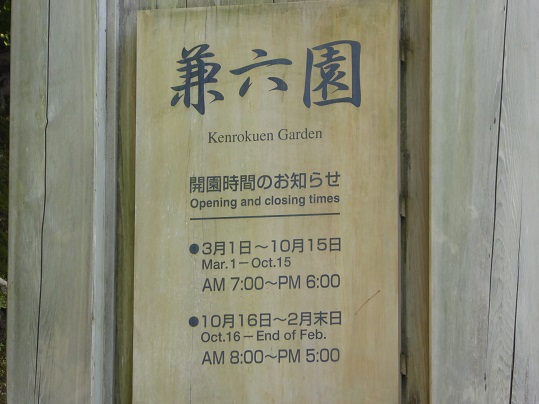 兼六園
Kenrokuen Garden
開園時間のお知らせ
Opening and closing times
●3月1日～10月15日
Mar.1－Oct.15
AM 7:00～PM 6:00
●10月16日～2月末日
Oct.16－End of Feb.
AM 8:00～PM 5:00